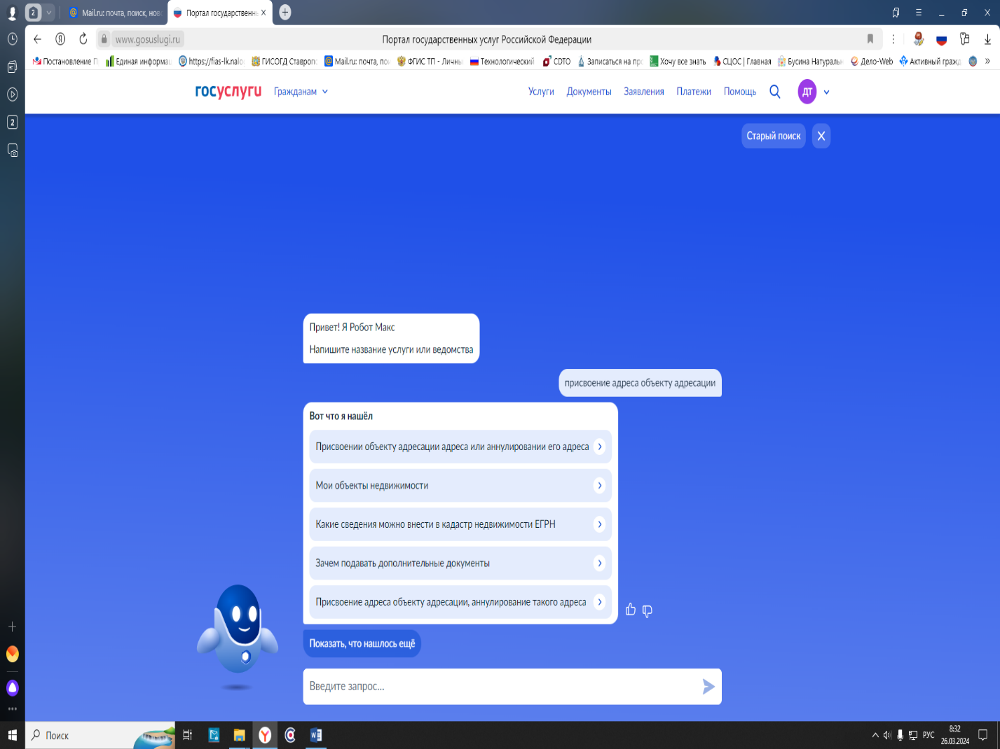 2
Mail.ru: почта, поиск, нов
Портал государственн
www.gosuslugi.ru
Портал государственных услуг Российской Федерации
Постановление П
Единая информа
https://fias-lk.nalo
ГИСОГД Ставропо
Mail.ru: почта, пои
ФГИС ТП - Личны
Технологический
CDTO
Записаться на пр
Хочу все знать
СЦОС | Главная
Бусина Натуральн
Дело-Web
Активный гражд
»
госуслуги
Гражданам
Услуги
Документы
Заявления
Платежи
Помощь
ДТ
2
Старый поиск
X
Привет! Я Робот Макс
Напишите название услуги или ведомства
присвоение адреса объекту адресации
Вот что я нашёл
Присвоении объекту адресации адреса или аннулировании его адреса
Мои объекты недвижимости
Какие сведения можно внести в кадастр недвижимости ЕГРН
Зачем подавать дополнительные документы
Присвоение адреса объекту адресации, аннулирование такого адреса
Показать, что нашлось ещё
Введите запрос...
Поиск
РУС
8:32
26.03.2024